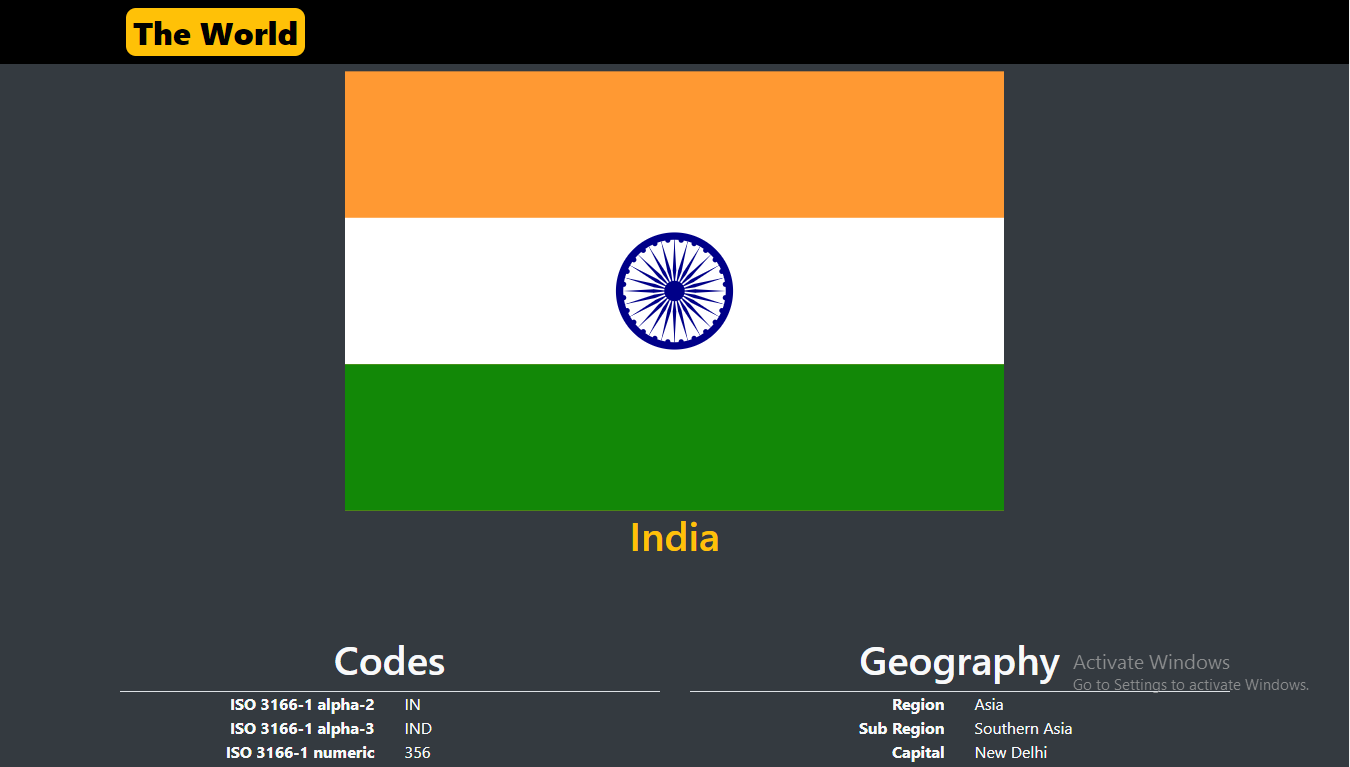 The World
India
Codes
ISO 3166-1 alpha-2 IN
ISO 3166-1 alpha-3 IND
ISO 3166-1 numeric 356
Geography
Region Asia
Sub Region Southern Asia
Capital New Delhi
Activate Windows
Go to Settings to activate Windows.